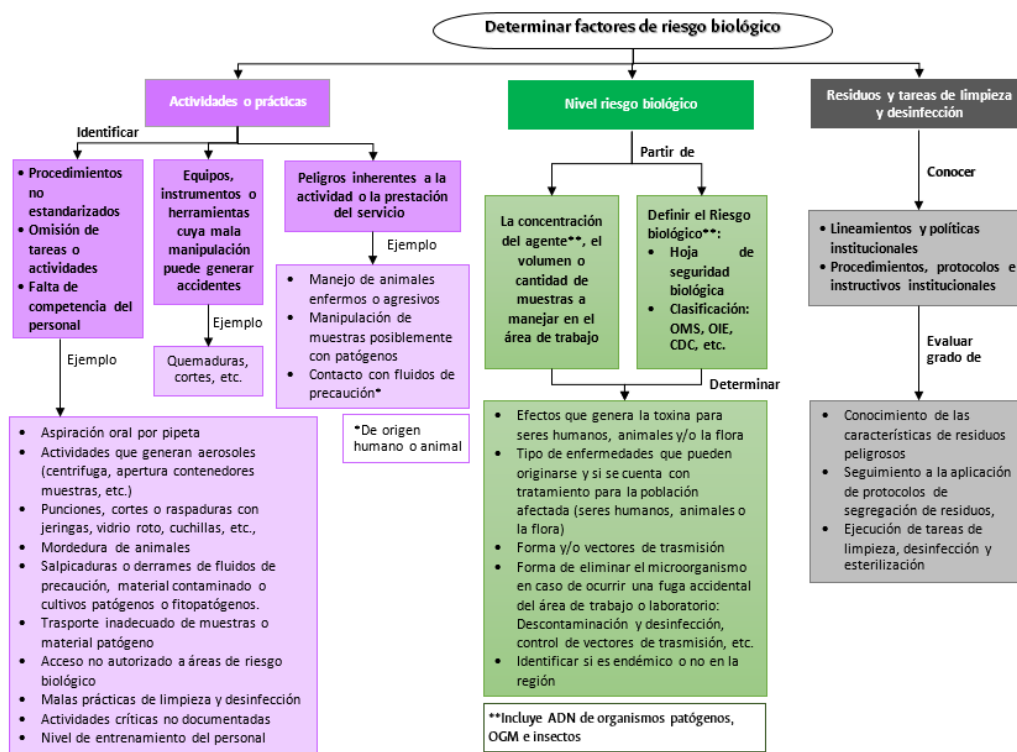 Determinar factores de riesgo biológico
Actividades o prácticas
Nivel riesgo biológico
Residuos y tareas de limpieza
y desinfección
Identificar
Partir de
Conocer
• Procedimientos
no
estandarizados
• Omisión de
tareas o
actividades
• Falta de
competencia del
personal
Equipos,
instrumentos o
herramientas
cuya mala
manipulación
puede generar
accidentes
Peligros inherentes a la
actividad o la prestación
del servicio
La concentración
del agente**, el
volumen o
cantidad de
muestras a
manejar en el
área de trabajo
Definir el Riesgo
biológico**:
• Hoja de
seguridad
biológica
• Clasificación:
OMS, OIE,
CDC, etc.
• Lineamientos y políticas
institucionales
• Procedimientos, protocolos e
instructivos institucionales
Ejemplo
Ejemplo
Ejemplo
Determinar
Evaluar
grado de
Quemaduras,
cortes, etc.
• Manejo de animales
enfermos o agresivos
• Manipulación de
muestras posiblemente
con patógenos
• Contacto con fluidos de
precaución*
*De origen
humano o animal
• Aspiración oral por pipeta
• Actividades que generan aerosoles
(centrifuga, apertura contenedores
muestras, etc.)
• Punciones, cortes o raspaduras con
jeringas, vidrio roto, cuchillas, etc.,
• Mordedura de animales
• Salpicaduras o derrames de fluidos de
precaución, material contaminado o
cultivos patógenos o fitopatógenos.
• Trasporte inadecuado de muestras o
material patógeno
• Acceso no autorizado a áreas de riesgo
biológico
• Malas prácticas de limpieza y desinfección
• Actividades críticas no documentadas
• Nivel de entrenamiento del personal
• Efectos que genera la toxina para
seres humanos, animales y/o la flora
• Tipo de enfermedades que pueden
originarse y si se cuenta con
tratamiento para la población
afectada (seres humanos, animales o
la flora)
• Forma y/o vectores de trasmisión
• Forma de eliminar el microorganismo
en caso de ocurrir una fuga accidental
del área de trabajo o laboratorio:
Descontaminación y desinfección,
control de vectores de trasmisión, etc.
• Identificar si es endémico o no en la
región
**Incluye ADN de organismos patógenos,
OGM e insectos
• Conocimiento de las
características de residuos
peligrosos
• Seguimiento a la aplicación
de protocolos de
segregación de residuos,
• Ejecución de tareas de
limpieza, desinfección y
esterilización